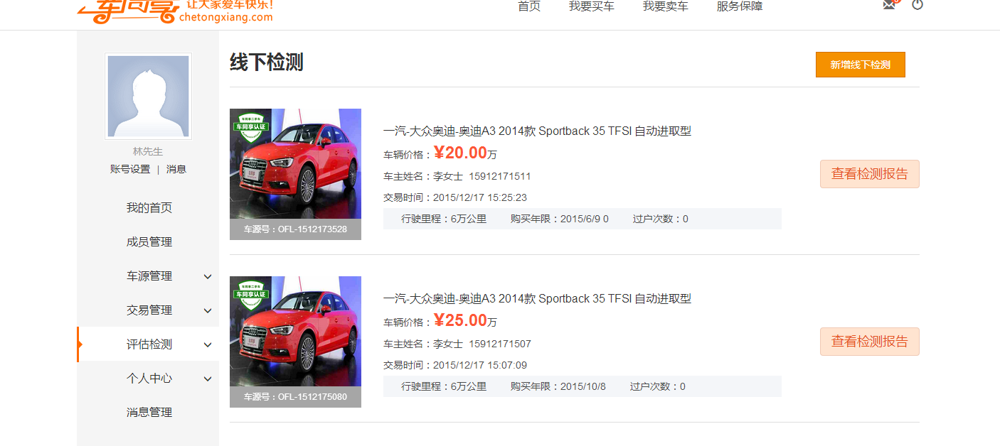 车同享
让大家爱车快乐!
chetongxiang.com
首页 我要买车 我要卖车 服务保障
林先生
账号设置 | 消息
我的首页
成员管理
车源管理
交易管理
评估检测
个人中心
消息管理
线下检测
新增线下检测
车同享二手车
车同享认证
车源号：OFL-1512173528
一汽-大众奥迪-奥迪A3 2014款 Sportback 35 TFSI 自动进取型
车辆价格：¥20.00万
车主姓名：李女士 15912171511
交易时间：2015/12/17 15:25:23
行驶里程：6万公里 购买年限：2015/6/9 0 过户次数：0
查看检测报告
车同享二手车
车同享认证
车源号：OFL-1512175080
一汽-大众奥迪-奥迪A3 2014款 Sportback 35 TFSI 自动进取型
车辆价格：¥25.00万
车主姓名：李女士 15912171507
交易时间：2015/12/17 15:07:09
行驶里程：6万公里 购买年限：2015/10/8 过户次数：0
查看检测报告